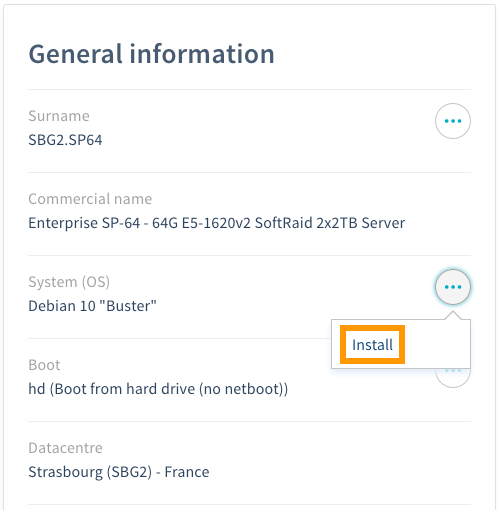 General information
Surname
SBG2.SP64
Commercial name
Enterprise SP-64 - 64G E5-1620v2 SoftRaid 2x2TB Server
System (OS)
Debian 10 "Buster"
Install
Boot
hd (Boot from hard drive (no netboot))
Datacentre
Strasbourg (SBG2) - France